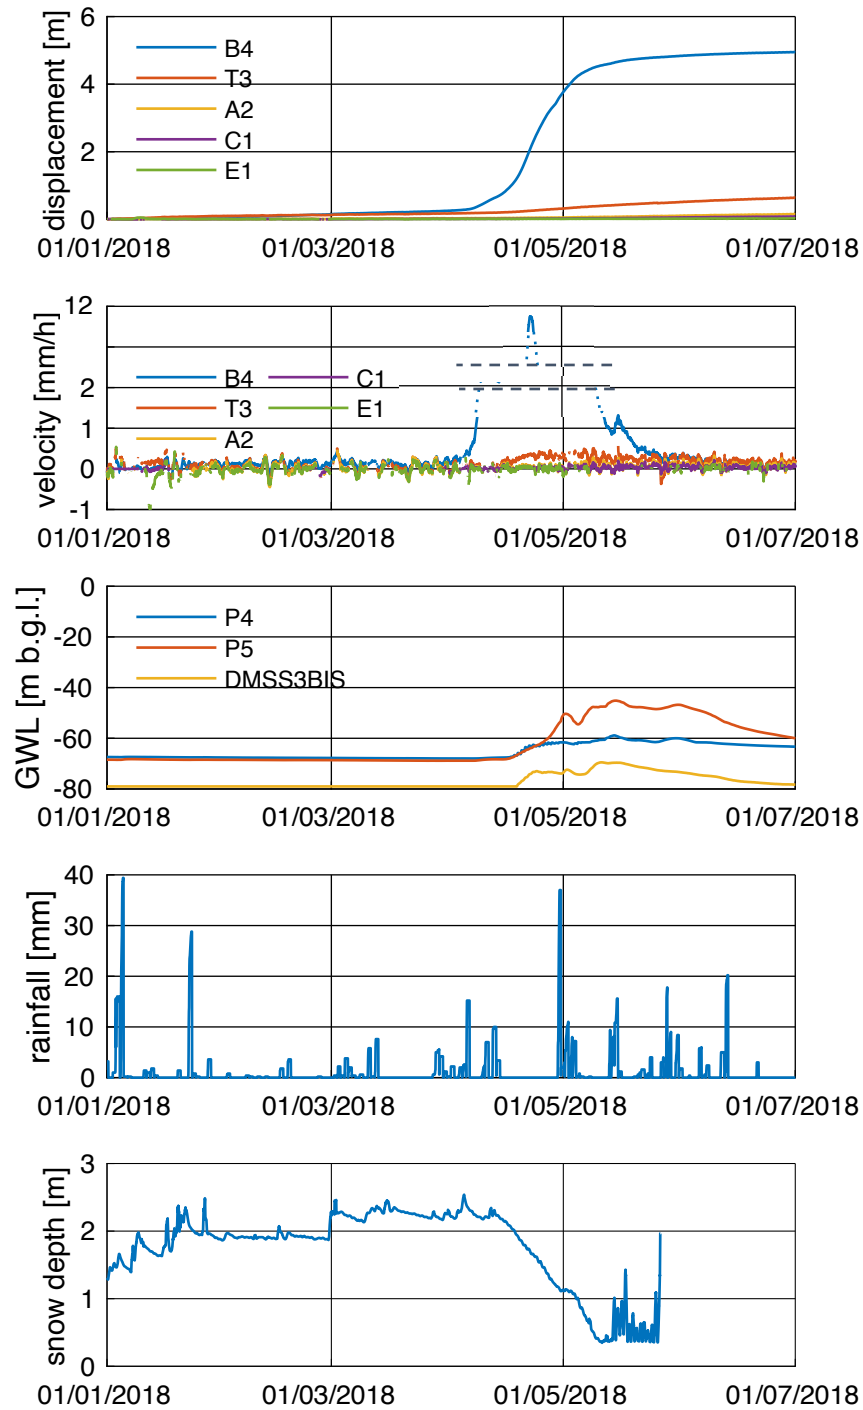 displacement [m]
6
4
2
0
B4
T3
A2
C1
E1
01/01/2018 01/03/2018 01/05/2018 01/07/2018
velocity [mm/h]
12
2
1
0
-1
B4 C1
T3 E1
A2
01/01/2018 01/03/2018 01/05/2018 01/07/2018
GWL [m b.g.l.]
0
-20
-40
-60
-80
P4
P5
DMSS3BIS
01/01/2018 01/03/2018 01/05/2018 01/07/2018
rainfall [mm]
40
30
20
10
0
01/01/2018 01/03/2018 01/05/2018 01/07/2018
snow depth [m]
3
2
1
0
01/01/2018 01/03/2018 01/05/2018 01/07/2018